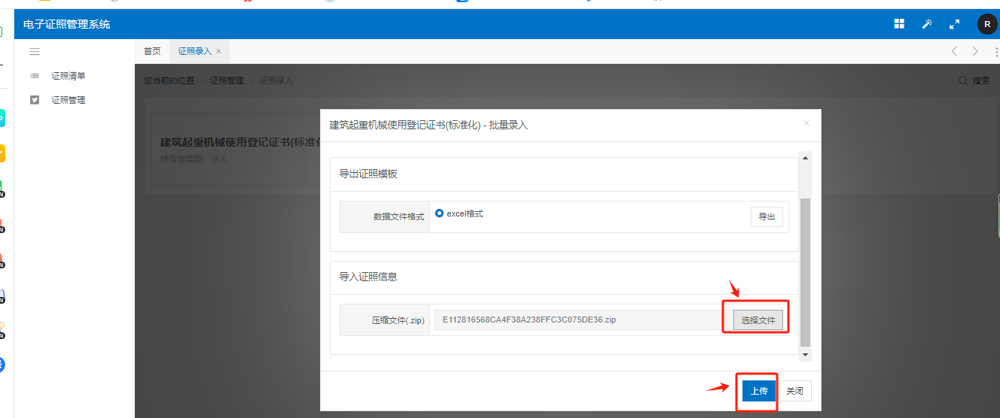 电子证照管理系统
R
首页
证照录入 ×
证照清单
证照管理
您当前的位置 > 证照管理 > 证照录入
搜索
建筑起重机械使用登记证书(标准
持有者类型：法人
建筑起重机械使用登记证书(标准化) - 批量录入
导出证照模板
数据文件格式
excel格式
导出
导入证照信息
压缩文件(.zip)
E112816568CA4F38A238FFC3C075DE36.zip
选择文件
上传
关闭